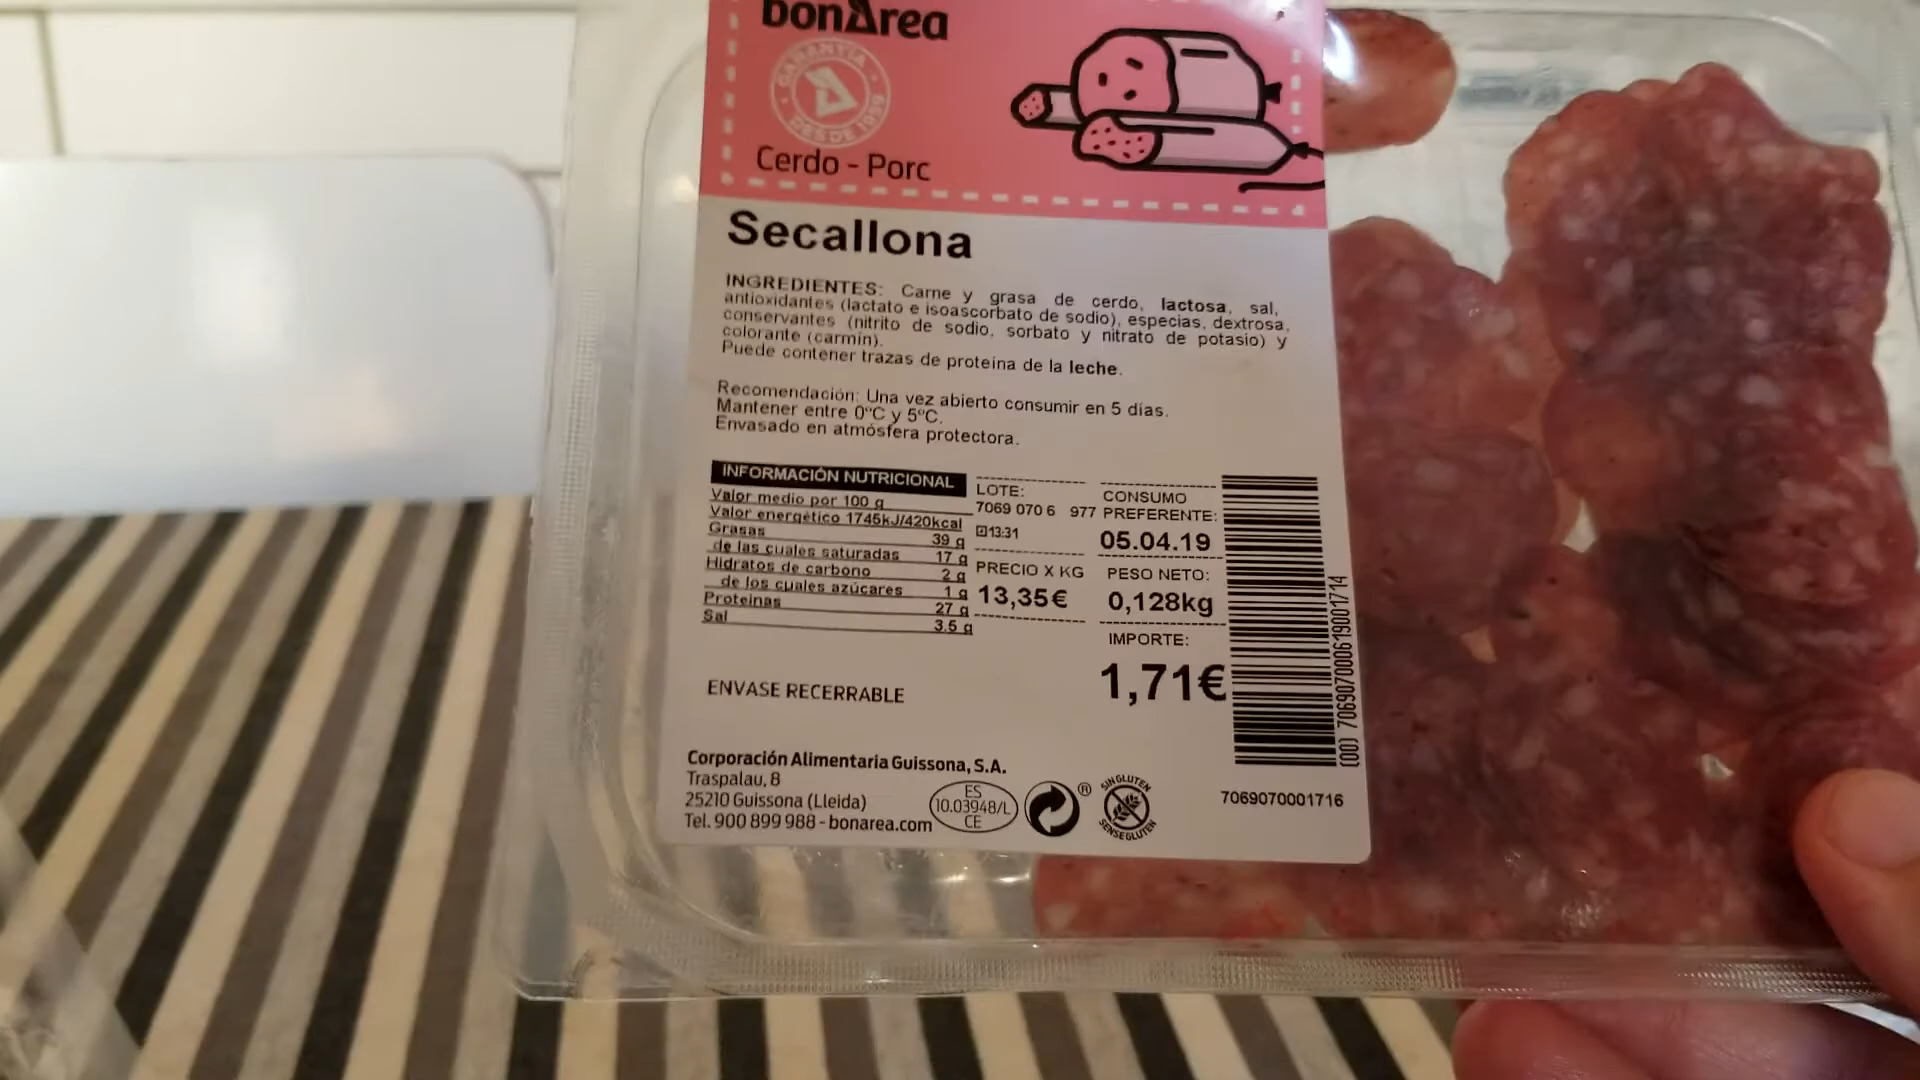 bonÀrea
GARANTIA
DES DE 1959
Cerdo - Porc
Secallona
INGREDIENTES: Carne y grasa de cerdo, lactosa, sal,
antioxidantes (lactato e isoascorbato de sodio), especias, dextrosa,
conservantes (nitrito de sodio, sorbato y nitrato de potasio) y
colorante (carmín).
Puede contener trazas de proteína de la leche.
Recomendación: Una vez abierto consumir en 5 días.
Mantener entre 0ºC y 5ºC.
Envasado en atmósfera protectora.
INFORMACIÓN NUTRICIONAL
Valor medio por 100 g
Valor energético 1745kJ/420kcal
Grasas 39 g
de las cuales saturadas 17 g
Hidratos de carbono 2 g
de los cuales azúcares 1 g
Proteínas 27 g
Sal 3.5 g
LOTE:
7069 070 6 977
13:31
PRECIO X KG
13,35€
CONSUMO
PREFERENTE:
05.04.19
PESO NETO:
0,128kg
IMPORTE:
1,71€
(00) 70690700061900171 4
7069070001716
ENVASE RECERRABLE
Corporación Alimentaria Guissona, S.A.
Traspalau, 8
25210 Guissona (Lleida)
Tel. 900 899 988 - bonarea.com
ES
10.03948/L
CE
®
SIN GLUTEN
SENSE GLUTEN